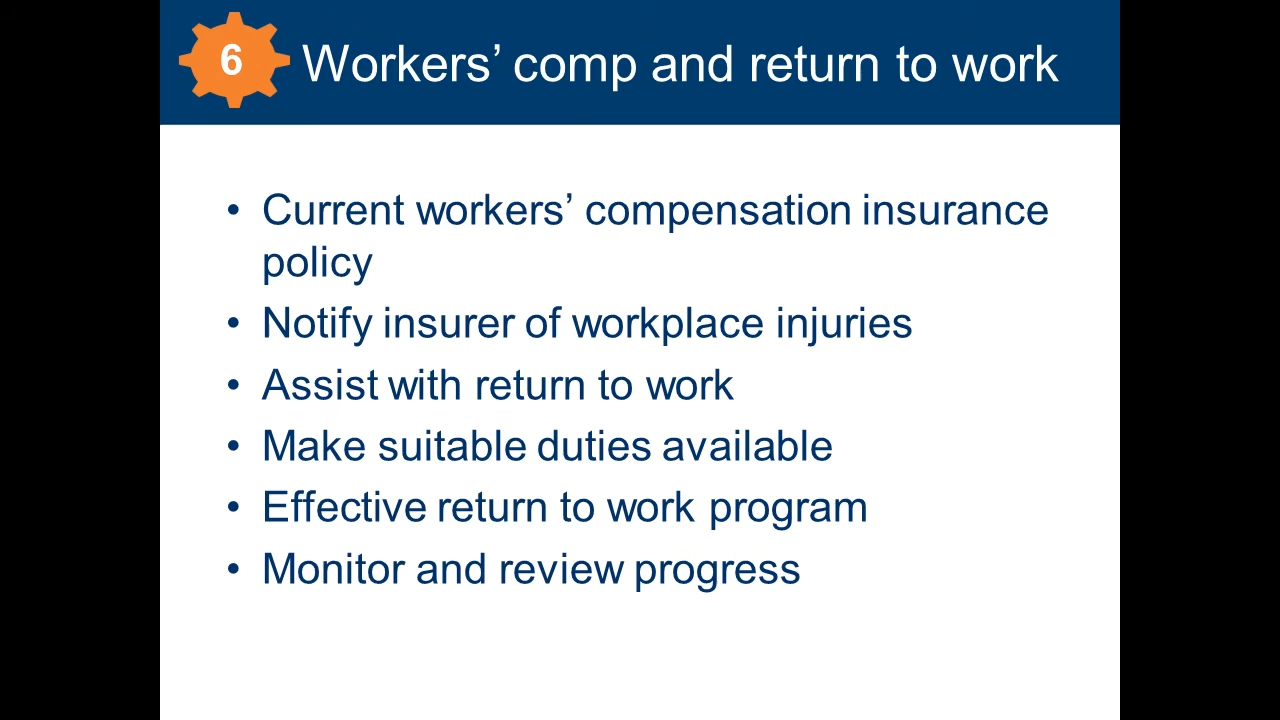 6
Workers’ comp and return to work
• Current workers’ compensation insurance
policy
• Notify insurer of workplace injuries
• Assist with return to work
• Make suitable duties available
• Effective return to work program
• Monitor and review progress